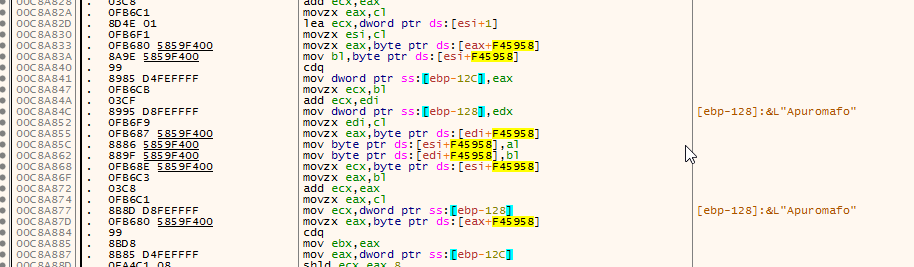 00C8A828 . 03C8 add ecx,eax
00C8A82A . 0FB6C1 movzx eax,cl
00C8A82D . 8D4E 01 lea ecx,dword ptr ds:[esi+1]
00C8A830 . 0FB6F1 movzx esi,cl
00C8A833 . 0FB680 5859F400 movzx eax,byte ptr ds:[eax+F45958]
00C8A83A . 8A9E 5859F400 mov bl,byte ptr ds:[esi+F45958]
00C8A840 . 99 cdq
00C8A841 . 8985 D4FEFFFF mov dword ptr ss:[ebp-12C],eax
00C8A847 . 0FB6CB movzx ecx,bl
00C8A84A . 03CF add ecx,edi
00C8A84C . 8995 D8FEFFFF mov dword ptr ss:[ebp-128],edx [ebp-128]:&L"Apuromafo"
00C8A852 . 0FB6F9 movzx edi,cl
00C8A855 . 0FB687 5859F400 movzx eax,byte ptr ds:[edi+F45958]
00C8A85C . 8886 5859F400 mov byte ptr ds:[esi+F45958],al
00C8A862 . 889F 5859F400 mov byte ptr ds:[edi+F45958],bl
00C8A868 . 0FB68E 5859F400 movzx ecx,byte ptr ds:[esi+F45958]
00C8A86F . 0FB6C3 movzx eax,bl
00C8A872 . 03C8 add ecx,eax
00C8A874 . 0FB6C1 movzx eax,cl
00C8A877 . 8B8D D8FEFFFF mov ecx,dword ptr ss:[ebp-128] [ebp-128]:&L"Apuromafo"
00C8A87D . 0FB680 5859F400 movzx eax,byte ptr ds:[eax+F45958]
00C8A884 . 99 cdq
00C8A885 . 8BD8 mov ebx,eax
00C8A887 . 8B85 D4FEFFFF mov eax,dword ptr ss:[ebp-12C]
00C8A88D . 0FA4C1 08 shld ecx,eax,8